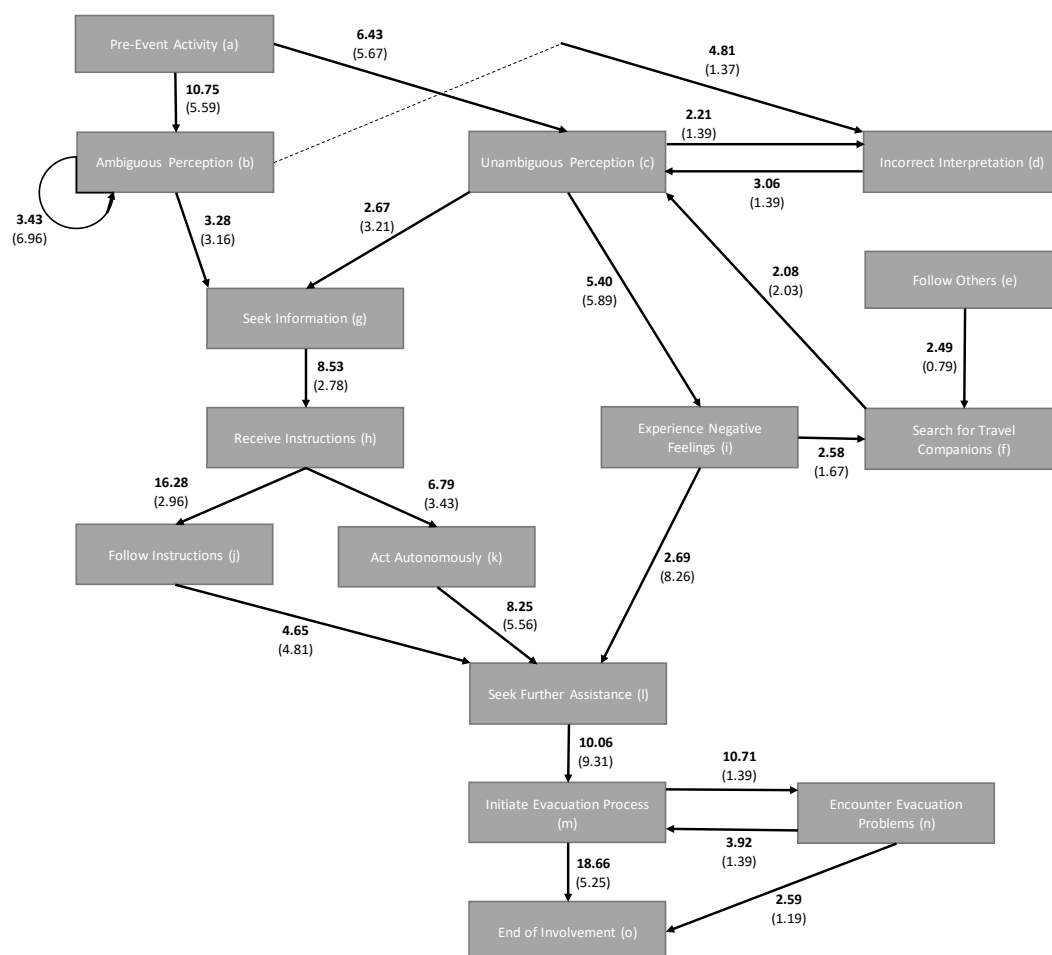 Pre-Event Activity (a)
6.43
(5.67)
4.81
(1.37)
10.75
(5.59)
2.21
(1.39)
Ambiguous Perception (b)
Unambiguous Perception (c)
Incorrect Interpretation (d)
3.06
(1.39)
3.43
(6.96)
3.28
(3.16)
2.67
(3.21)
5.40
(5.89)
2.08
(2.03)
Follow Others (e)
Seek Information (g)
2.49
(0.79)
8.53
(2.78)
Receive Instructions (h)
Experience Negative
Feelings (i)
Search for Travel
Companions (f)
2.58
(1.67)
16.28
(2.96)
6.79
(3.43)
Follow Instructions (j)
Act Autonomously (k)
2.69
(8.26)
4.65
(4.81)
8.25
(5.56)
Seek Further Assistance (l)
10.06
(9.31)
10.71
(1.39)
Initiate Evacuation Process
(m)
Encounter Evacuation
Problems (n)
3.92
(1.39)
18.66
(5.25)
2.59
(1.19)
End of Involvement (o)